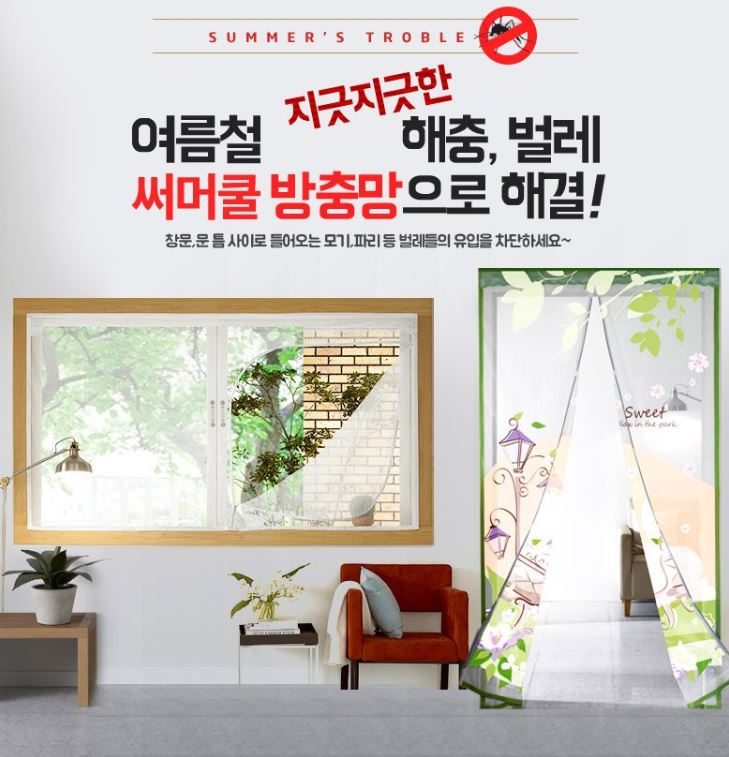 SUMMER'S TROBLE
지긋지긋한
여름철 해충, 벌레
써머쿨 방충망으로 해결!
창문,문 틈 사이로 들어오는 모기,파리 등 벌레들의 유입을 차단하세요~
Sweet
in the park